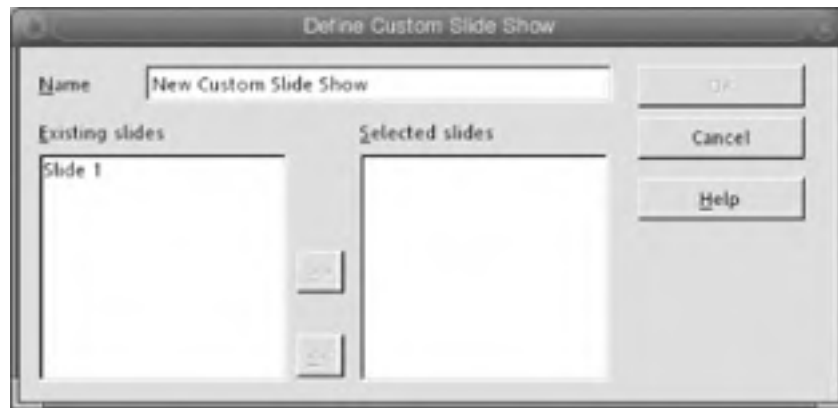 Define Custom Slide Show
Name New Custom Slide Show
OK
Existing slides
Selected slides
Cancel
Slide 1
Help
>>
<<